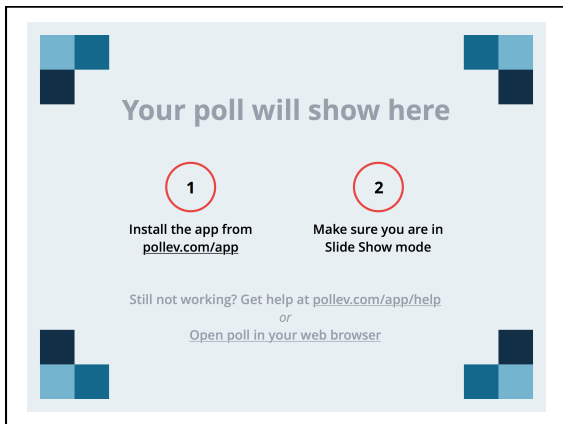 Your poll will show here
1
Install the app from
pollev.com/app
2
Make sure you are in
Slide Show mode
Still not working? Get help at pollev.com/app/help
or
Open poll in your web browser